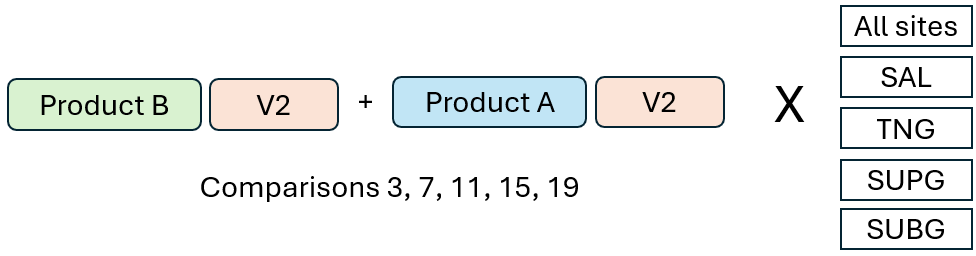 Product B V2 + Product A V2 X
Comparisons 3, 7, 11, 15, 19
All sites
SAL
TNG
SUPG
SUBG